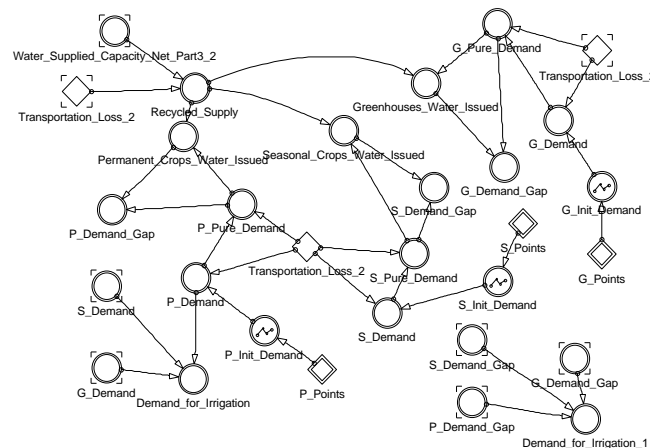 G_Pure_Demand
Water_Supplied_Capacity_Net_Part3_2
Transportation_Loss_2
Transportation_Loss_2
Recycled_Supply
Greenhouses_Water_Issued
G_Demand
Permanent_Crops_Water_Issued
Seasonal_Crops_Water_Issued
G_Demand_Gap
S_Demand_Gap
G_Init_Demand
P_Demand_Gap
P_Pure_Demand
S_Points
Transportation_Loss_2
S_Pure_Demand
G_Points
P_Demand
S_Demand
S_Init_Demand
S_Demand
P_Init_Demand
S_Demand_Gap
G_Demand_Gap
G_Demand
Demand_for_Irrigation
P_Points
P_Demand_Gap
Demand_for_Irrigation_1